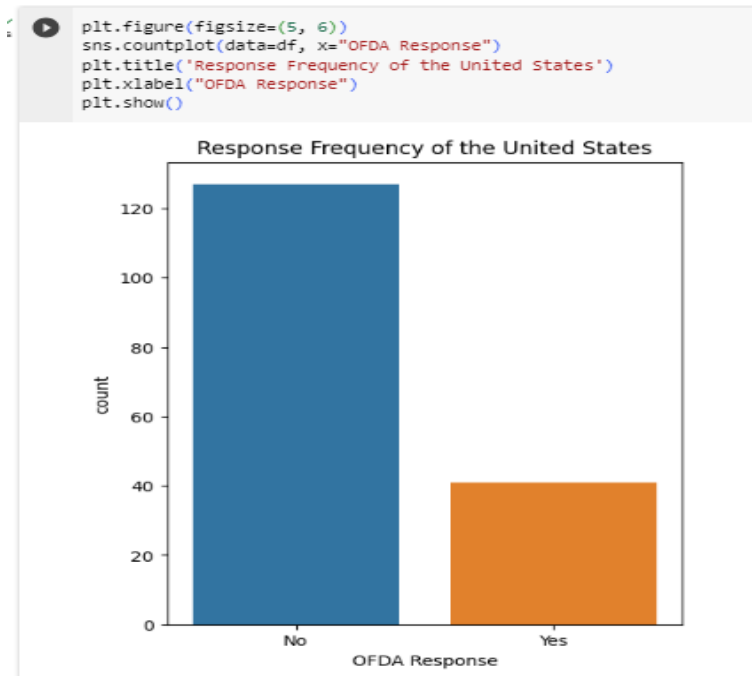 plt.figure(figsize=(5, 6))
sns.countplot(data=df, x="OFDA Response")
plt.title('Response Frequency of the United States')
plt.xlabel("OFDA Response")
plt.show()
Response Frequency of the United States
120
100
80
60
40
20
0
count
No Yes
OFDA Response